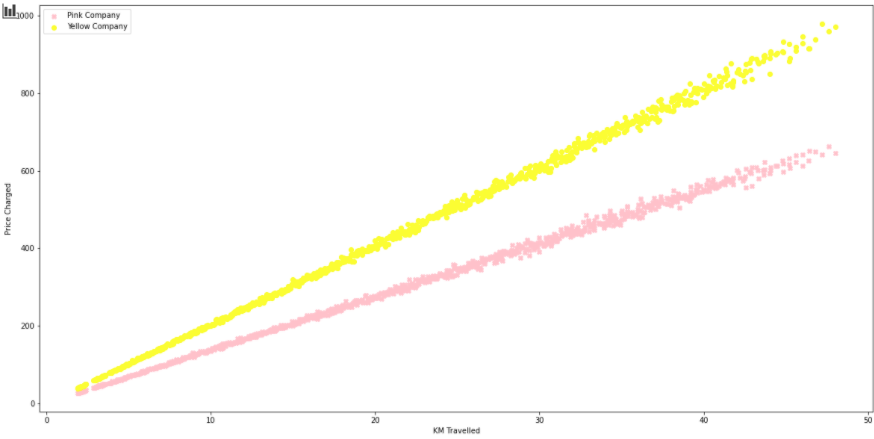 Pink Company
Yellow Company
1000
800
600
400
200
0
Price Charged
0 10 20 30 40 50
KM Travelled